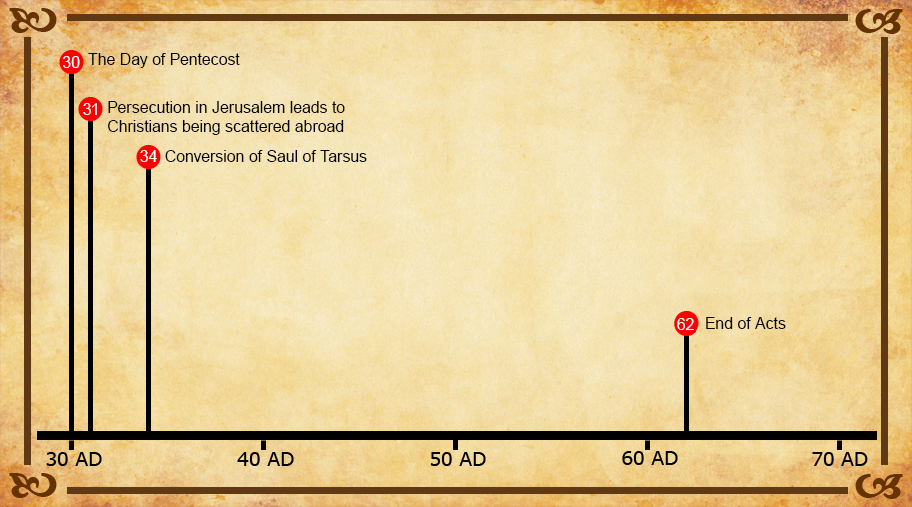 30 The Day of Pentecost
31 Persecution in Jerusalem leads to
Christians being scattered abroad
34 Conversion of Saul of Tarsus
62 End of Acts
30 AD 40 AD 50 AD 60 AD 70 AD